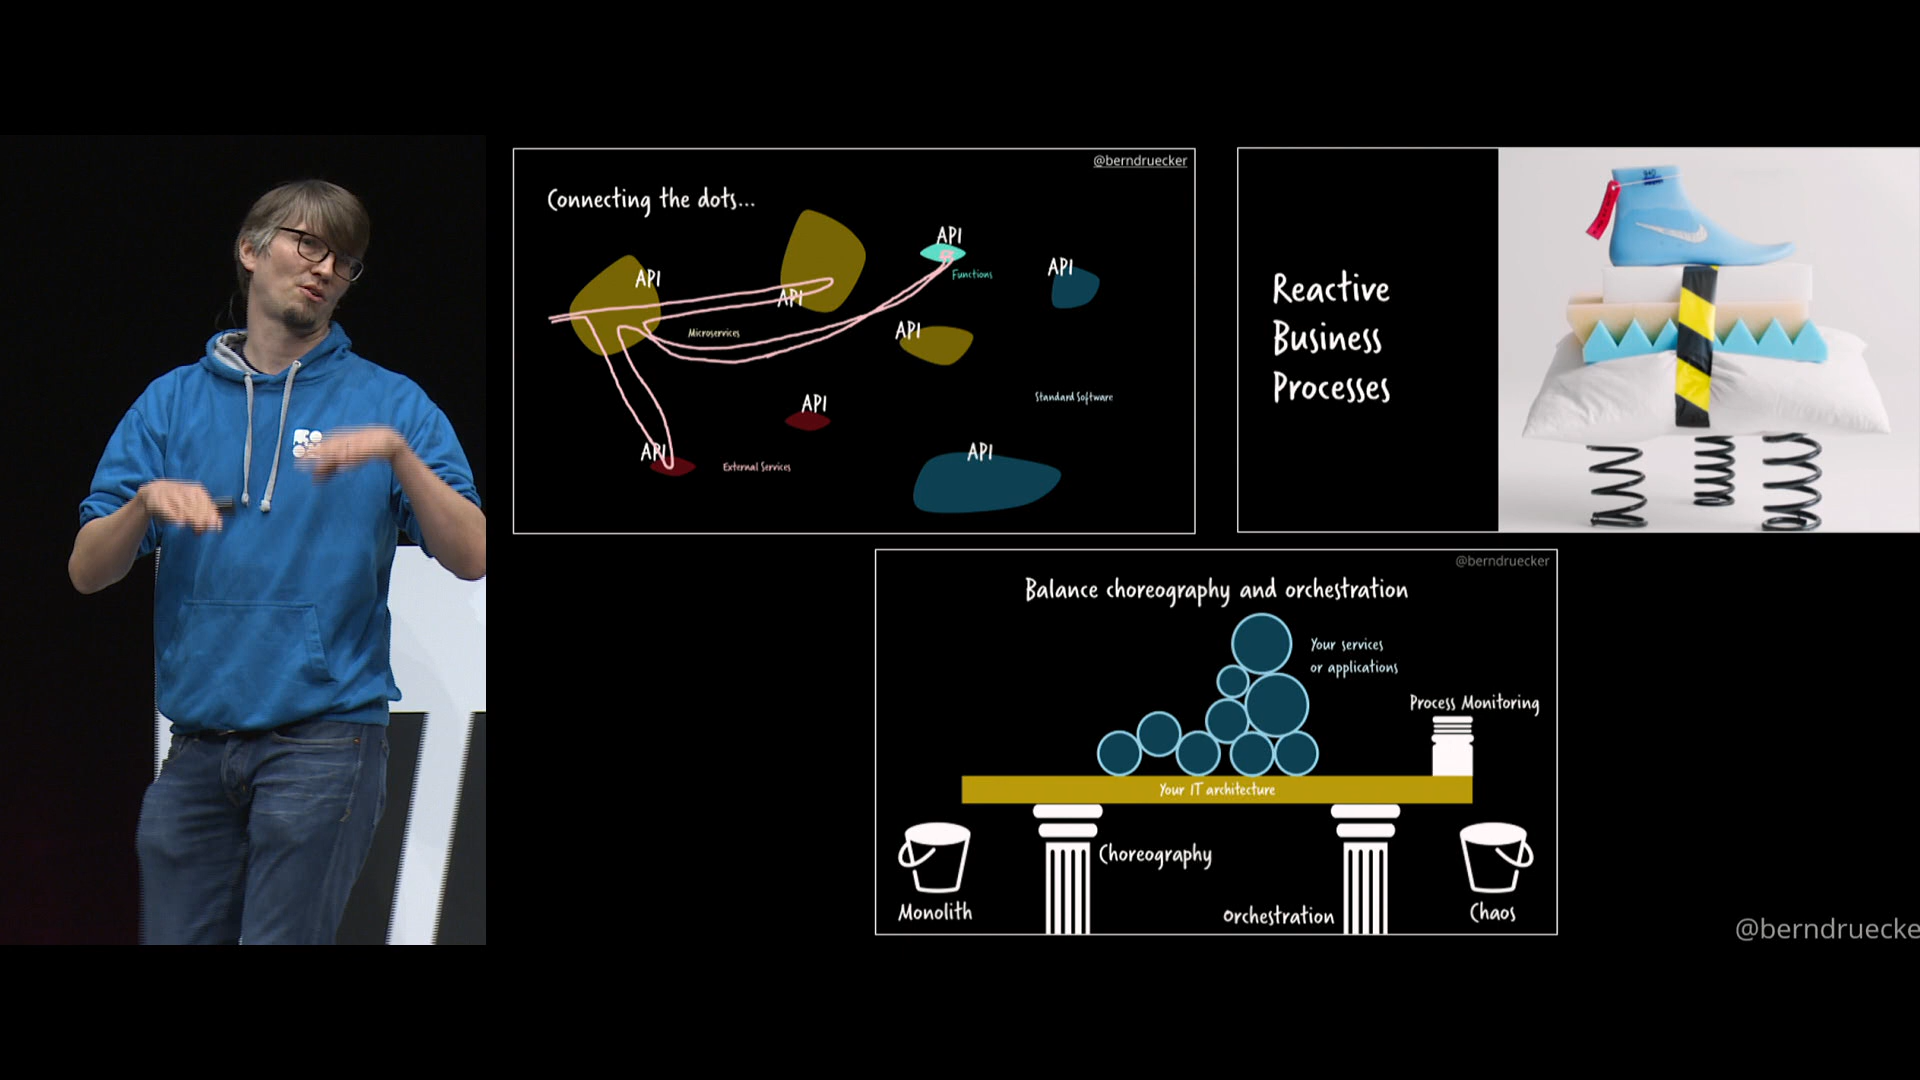 @berndruecker
Connecting the dots...
API
API
API
API
Functions
API
Microservices
API
Standard Software
API
API
External Services
Reactive
Business
Processes
@berndruecker
Balance choreography and orchestration
Your services
or applications
Process Monitoring
Your IT architecture
Choreography
Monolith
Orchestration
Chaos
@berndruecke